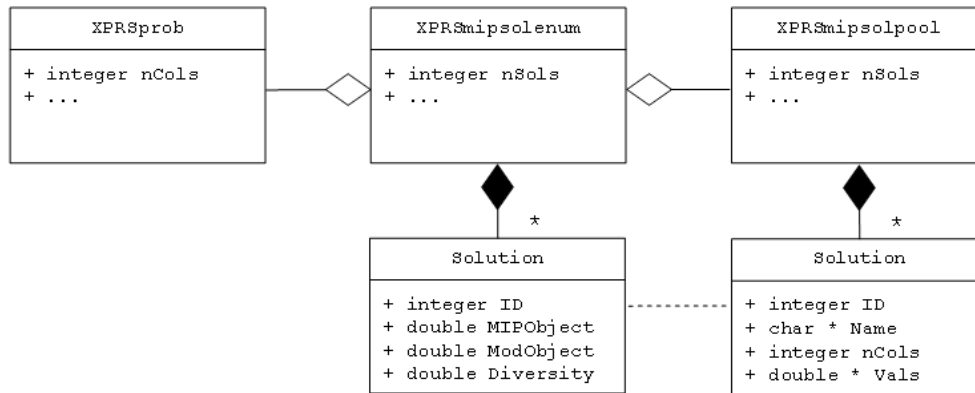 XPRSprob
+ integer nCols
+ ...
XPRSmipsolenum
+ integer nSols
+ ...
XPRSmipsolpool
+ integer nSols
+ ...
*
*
Solution
+ integer ID
+ double MIPObject
+ double ModObject
+ double Diversity
Solution
+ integer ID
+ char * Name
+ integer nCols
+ double * Vals